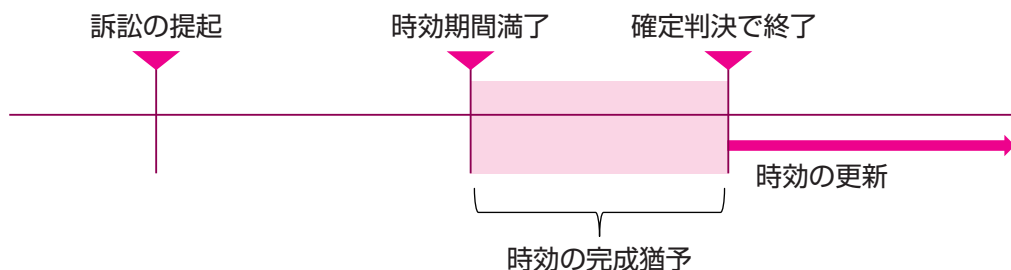 訴訟の提起
時効期間満了
確定判決で終了
時効の更新
時効の完成猶予